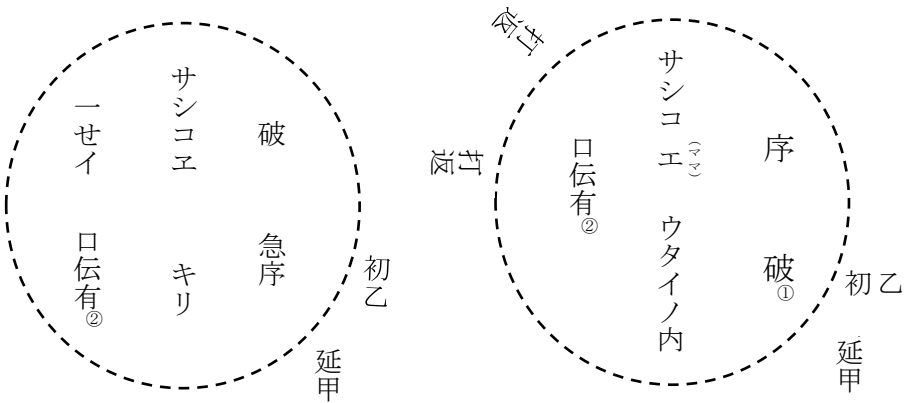 序　破①
サシコエ（ママ）　ウタイノ内
口伝有②
乙
初
延甲
打返
打返
破　急序
サシコヱ　キリ
一せイ　口伝有②
初乙
延甲